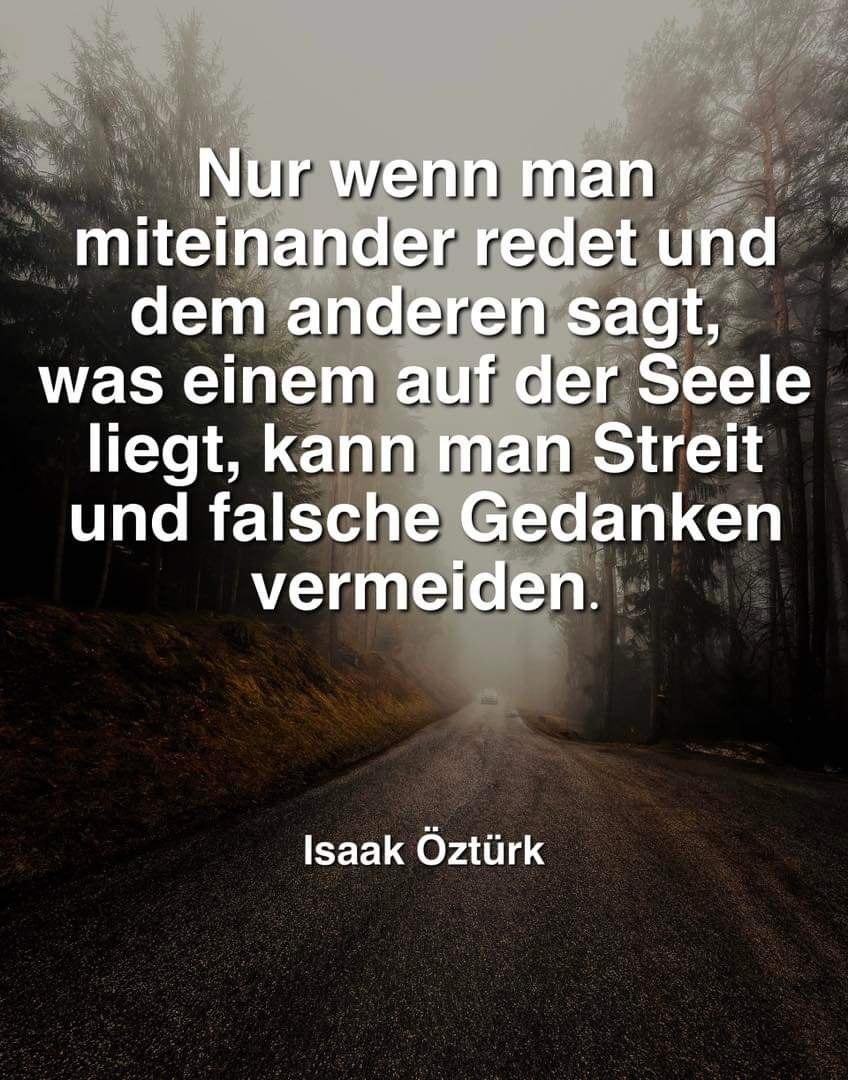 Nur wenn man
miteinander redet und
dem anderen sagt,
was einem auf der Seele
liegt, kann man Streit
und falsche Gedanken
vermeiden.
Isaak Öztürk